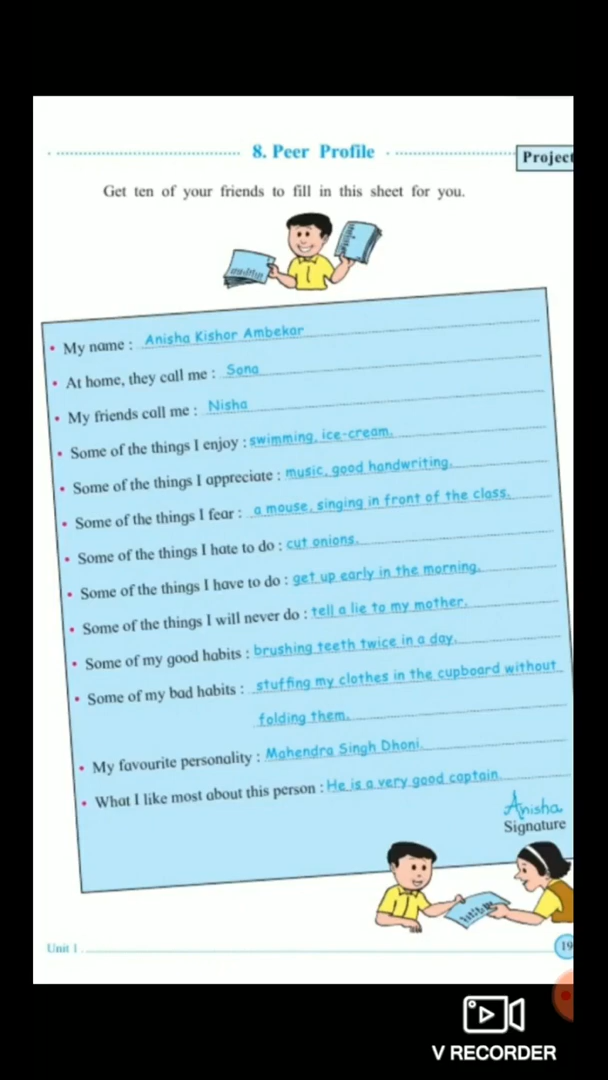 8. Peer Profile
Project
Get ten of your friends to fill in this sheet for you.
• My name : Anisha Kishor Ambekar
• At home, they call me : Sona
• My friends call me : Nisha
• Some of the things I enjoy : swimming, ice-cream.
• Some of the things I appreciate : music, good handwriting.
• Some of the things I fear : a mouse, singing in front of the class.
• Some of the things I hate to do : cut onions.
• Some of the things I have to do : get up early in the morning.
• Some of the things I will never do : tell a lie to my mother.
• Some of my good habits : brushing teeth twice in a day.
• Some of my bad habits : stuffing my clothes in the cupboard without
folding them.
• My favourite personality : Mahendra Singh Dhoni.
• What I like most about this person : He is a very good captain.
Anisha
Signature
Unit 1
19
V RECORDER